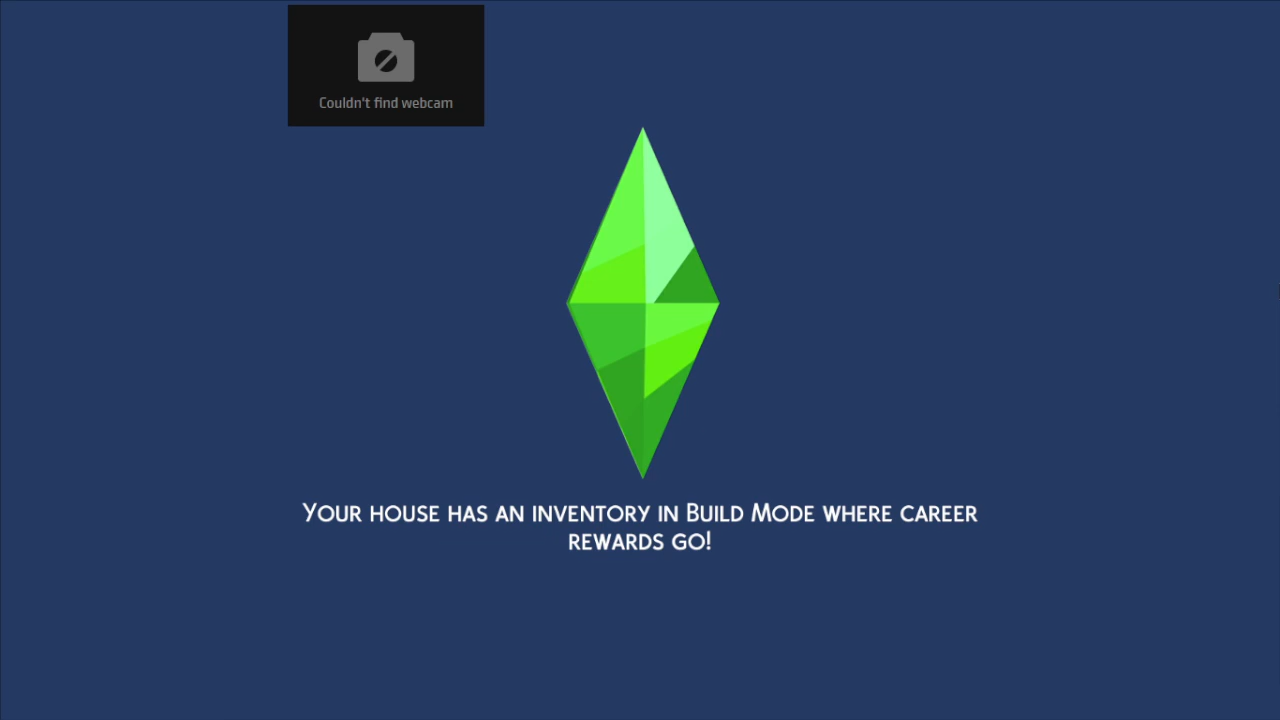 Couldn't find webcam
Your house has an inventory in Build Mode where career
rewards go!